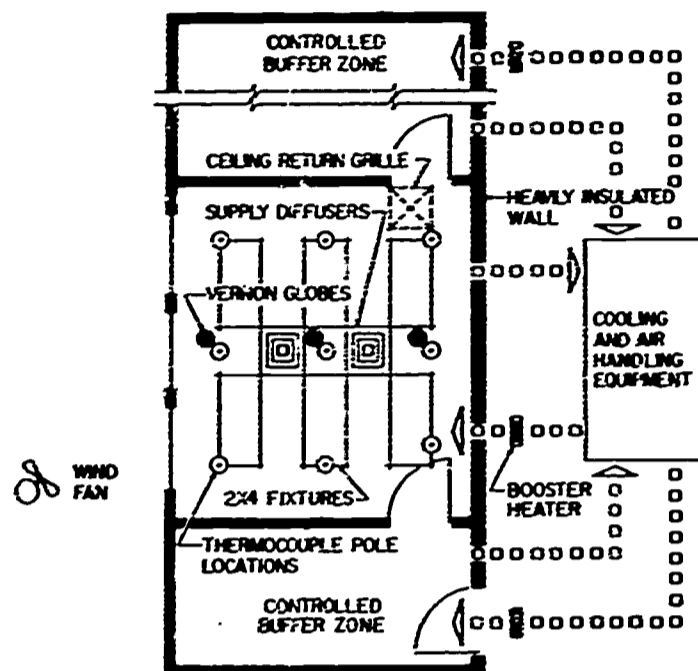 CONTROLLED
BUFFER ZONE
CEILING RETURN GRILLE
SUPPLY DIFFUSERS
HEAVILY INSULATED
WALL
VERNON GLOBES
COOLING
AND AIR
HANDLING
EQUIPMENT
WIND
FAN
2X4 FIXTURES
BOOSTER
HEATER
THERMOCOUPLE POLE
LOCATIONS
CONTROLLED
BUFFER ZONE